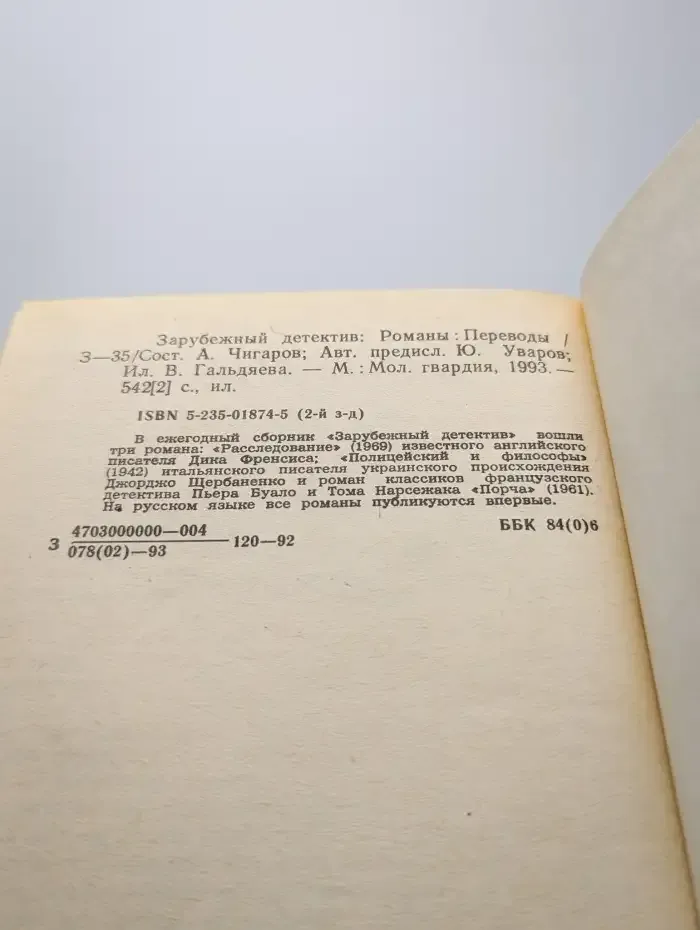 Зарубежный детектив: Романы : Переводы /
З—35/Сост. А. Чигаров; Авт. предисл. Ю. Уваров;
Ил. В. Гальдяева. — М. : Мол. гвардия, 1993.—
542[2] с., ил.
ISBN 5-235-01874-5 (2-й з-д)
В ежегодный сборник «Зарубежный детектив» вошли
три романа: «Расследование» (1969) известного английского
писателя Дика Френсиса; «Полицейский и философы»
(1942) итальянского писателя украинского происхождения
Джорджо Щербаненко и роман классиков французского
детектива Пьера Буало и Тома Нарсежака «Порча» (1961).
На русском языке все романы публикуются впервые.
З 4703000000—004
078(02)—93 120—92
ББК 84(0)6